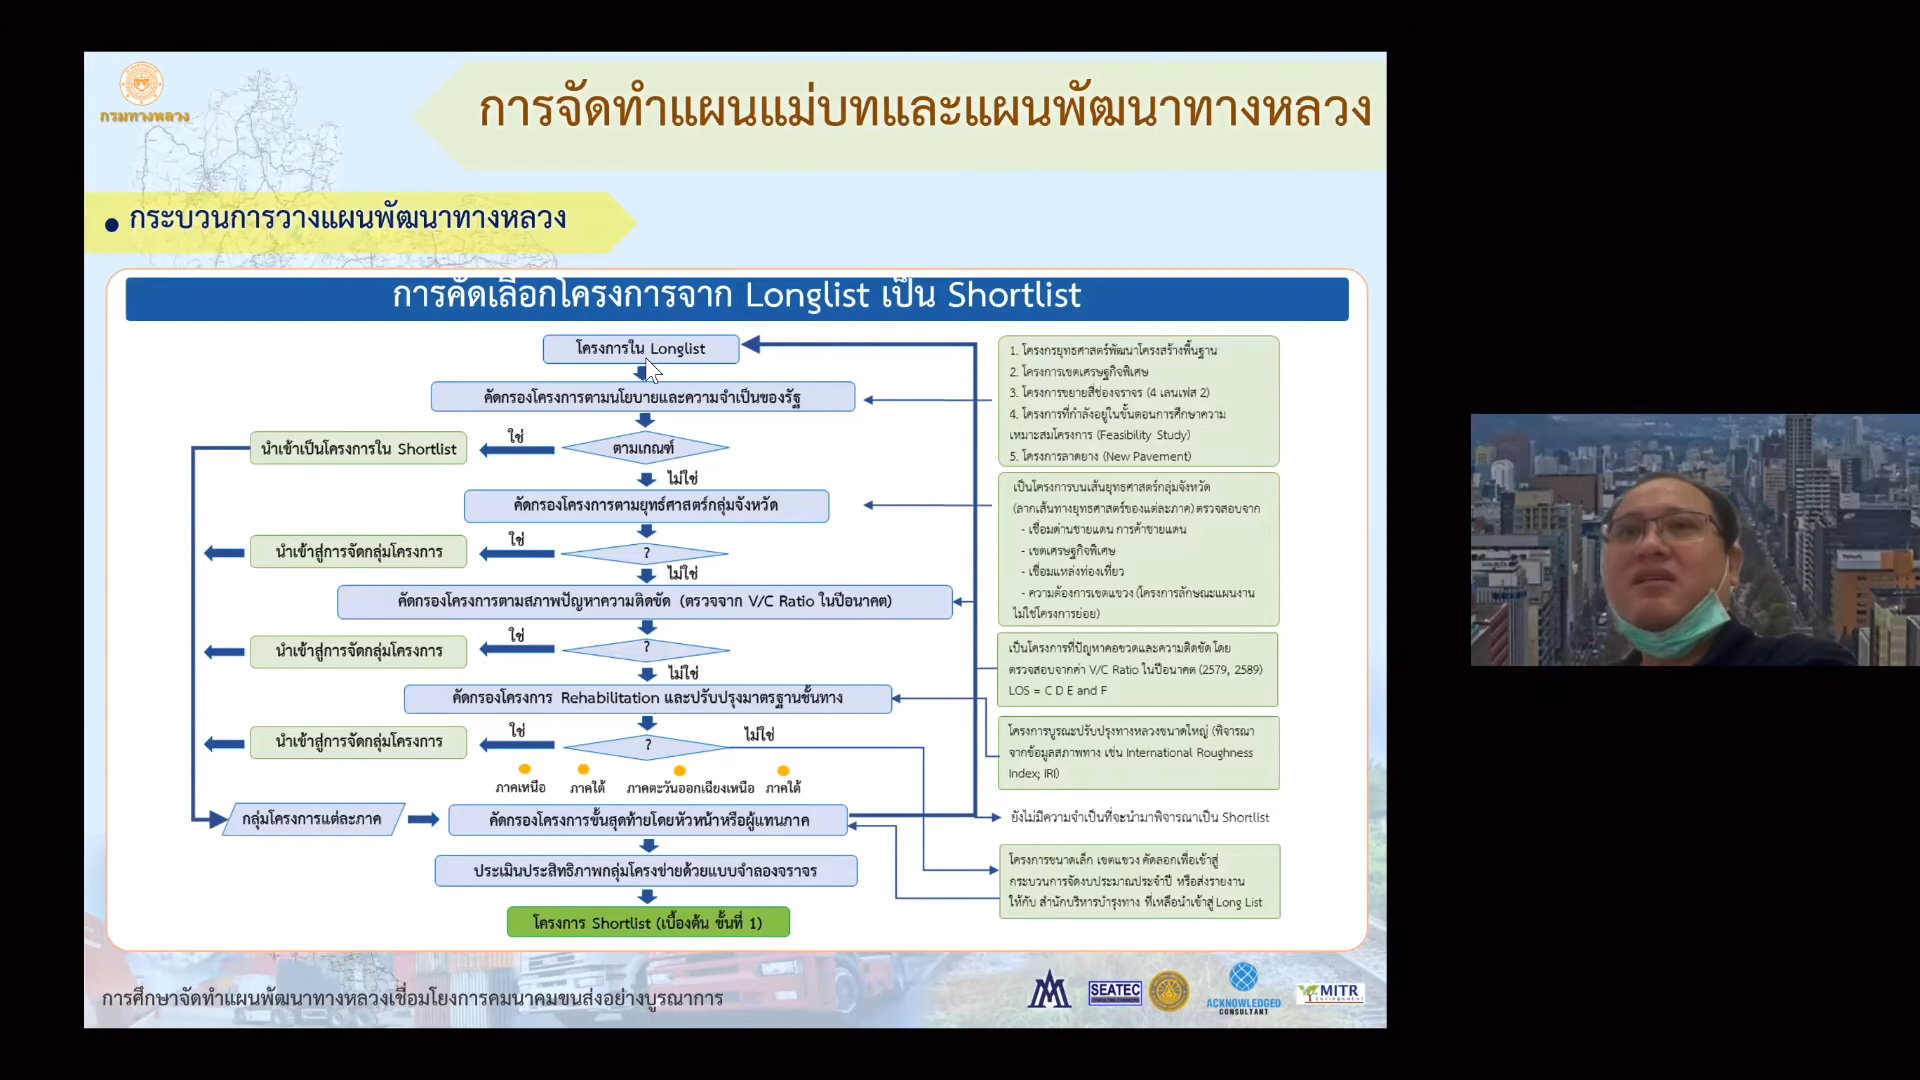 กรมทางหลวง
การจัดทำแผนแม่บทและแผนพัฒนาทางหลวง
• กระบวนการวางแผนพัฒนาทางหลวง
การคัดเลือกโครงการจาก Longlist เป็น Shortlist
โครงการใน Longlist
คัดกรองโครงการตามนโยบายและความจำเป็นของรัฐ
ตามเกณฑ์
ใช่
นำเข้าเป็นโครงการใน Shortlist
ไม่ใช่
คัดกรองโครงการตามยุทธ์ศาสตร์กลุ่มจังหวัด
?
ใช่
นำเข้าสู่การจัดกลุ่มโครงการ
ไม่ใช่
คัดกรองโครงการตามสภาพปัญหาความติดขัด (ตรวจจาก V/C Ratio ในปีอนาคต)
?
ใช่
นำเข้าสู่การจัดกลุ่มโครงการ
ไม่ใช่
คัดกรองโครงการ Rehabilitation และปรับปรุงมาตรฐานชั้นทาง
?
ใช่
นำเข้าสู่การจัดกลุ่มโครงการ
ไม่ใช่
ภาคเหนือ
ภาคใต้
ภาคตะวันออกเฉียงเหนือ
ภาคใต้
กลุ่มโครงการแต่ละภาค
คัดกรองโครงการขั้นสุดท้ายโดยหัวหน้าหรือผู้แทนภาค
ประเมินประสิทธิภาพกลุ่มโครงข่ายด้วยแบบจำลองจราจร
โครงการ Shortlist (เบื้องต้น ขั้นที่ 1)
1. โครงกรยุทธศาสตร์พัฒนาโครงสร้างพื้นฐาน
2. โครงการเขตเศรษฐกิจพิเศษ
3. โครงการขยายสี่ช่องจราจร (4 เลนเฟส 2)
4. โครงการที่กำลังอยู่ในขั้นตอนการศึกษาความ
เหมาะสมโครงการ (Feasibility Study)
5. โครงการลาดยาง (New Pavement)
เป็นโครงการบนเส้นยุทธศาสตร์กลุ่มจังหวัด
(ลากเส้นทางยุทธศาสตร์ของแต่ละภาค) ตรวจสอบจาก
- เชื่อมด่านชายแดน การค้าชายแดน
- เขตเศรษฐกิจพิเศษ
- เชื่อมแหล่งท่องเที่ยว
- ความต้องการเขตแขวง (โครงการลักษณะแผนงาน
ไม่ใช่โครงการย่อย)
เป็นโครงการที่ปัญหาคอขวดและความติดขัด โดย
ตรวจสอบจากค่า V/C Ratio ในปีอนาคต (2579, 2589)
LOS = C D E and F
โครงการบูรณะปรับปรุงทางหลวงขนาดใหญ่ (พิจารณา
จากข้อมูลสภาพทาง เช่น International Roughness
Index; IRI)
ยังไม่มีความจำเป็นที่จะนำมาพิจารณาเป็น Shortlist
โครงการขนาดเล็ก เขตแขวง คัดลอกเพื่อเข้าสู่
กระบวนการจัดงบประมาณประจำปี หรือส่งรายงาน
ให้กับ สำนักบริหารบำรุงทาง ที่เหลือนำเข้าสู่ Long List
การศึกษาจัดทำแผนพัฒนาทางหลวงเชื่อมโยงการคมนาคมขนส่งอย่างบูรณาการ
SEATEC
ACKNOWLEDGED
CONSULTANT
MITR